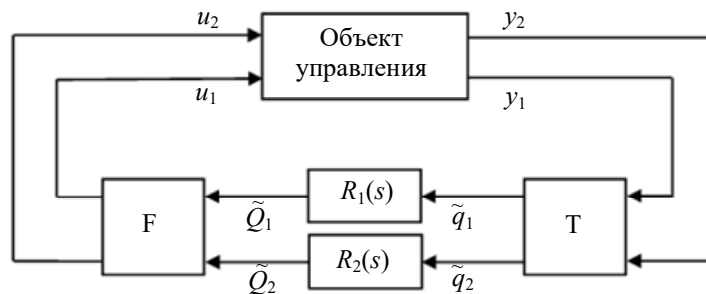 u₂
Объект
управления
y₂
u₁
y₁
F
R₁(s)
T
Q̃₁
q̃₁
R₂(s)
Q̃₂
q̃₂